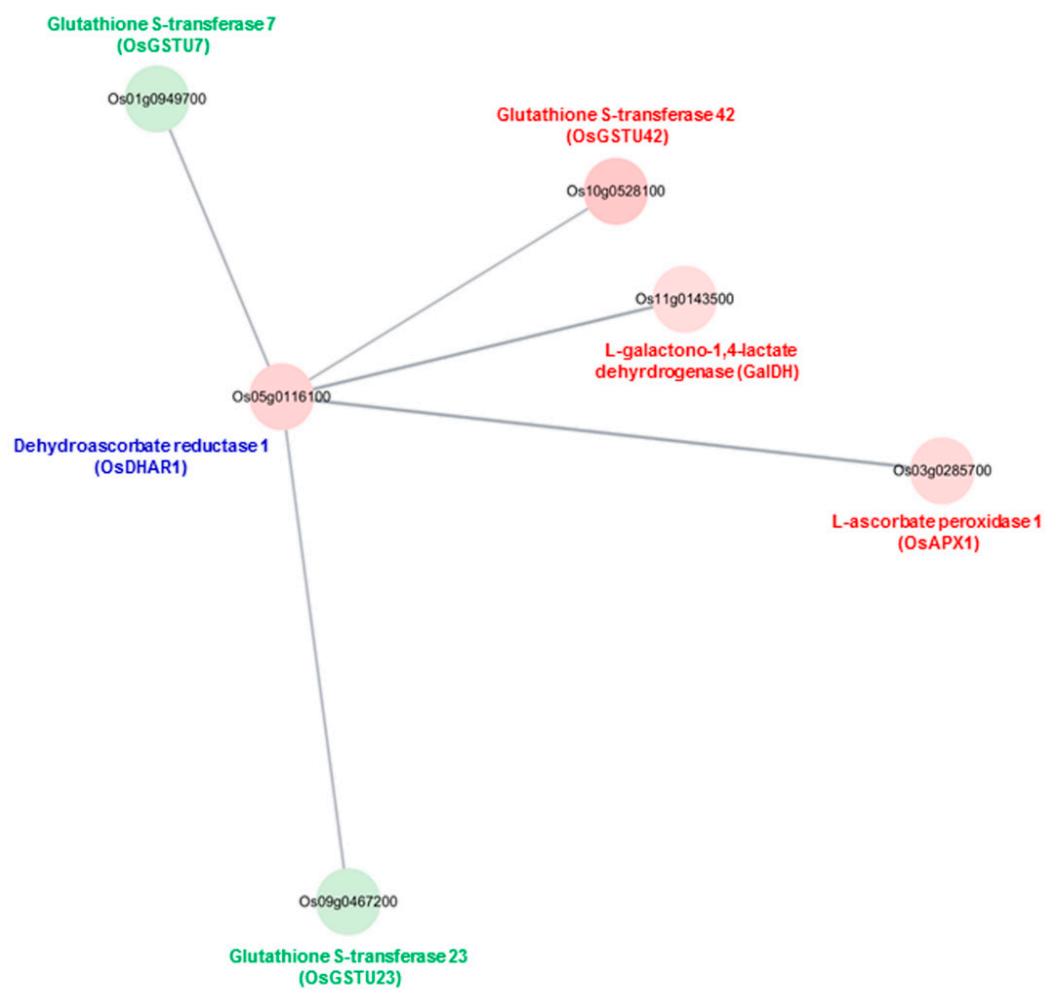 Glutathione S-transferase 7
(OsGSTU7)
Os01g0949700
Glutathione S-transferase 42
(OsGSTU42)
Os10g0528100
Os11g0143500
L-galactono-1,4-lactate
dehyrdrogenase (GalDH)
Os05g0116100
Dehydroascorbate reductase 1
(OsDHAR1)
Os03g0285700
L-ascorbate peroxidase 1
(OsAPX1)
Os09g0467200
Glutathione S-transferase 23
(OsGSTU23)